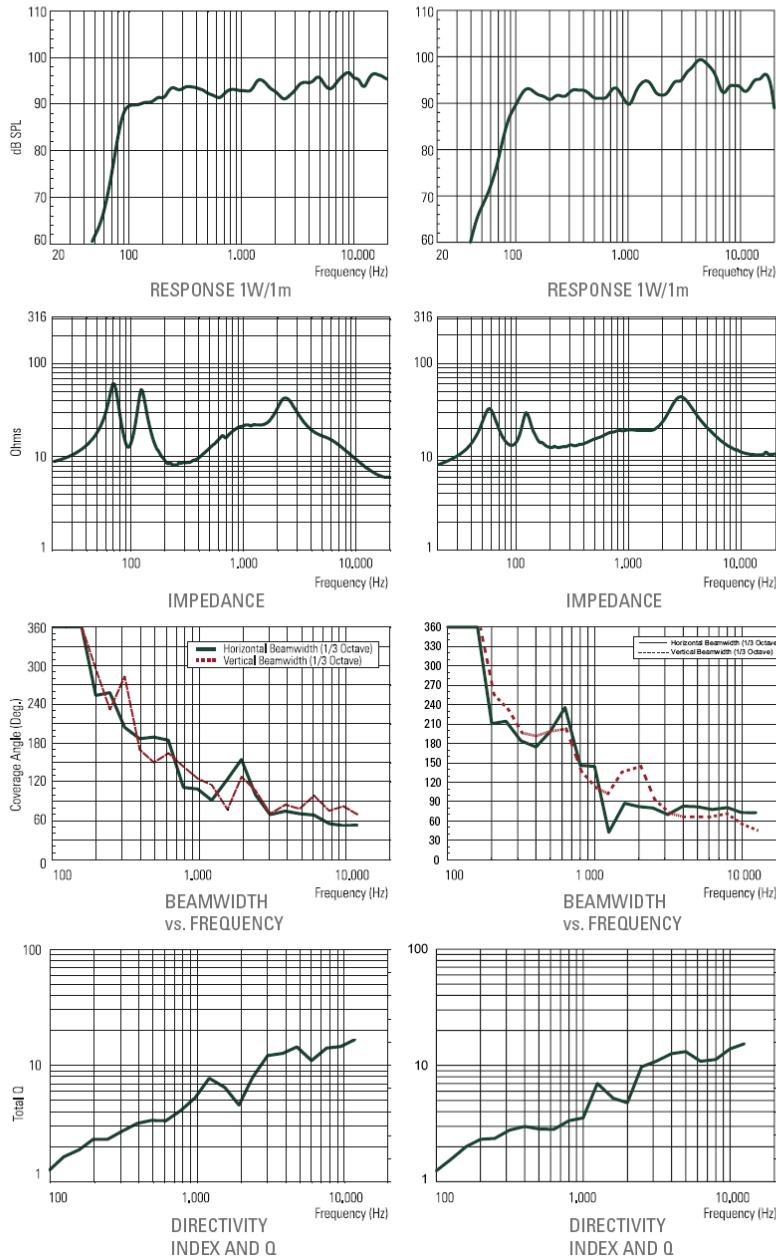 110
100
90
80
70
60
dB SPL
20
100
1.000
10.000
Frequency (Hz)
RESPONSE 1W/1m
110
100
90
80
70
60
20
100
1.000
10.000
Frequency (Hz)
RESPONSE 1W/1m
316
100
10
1
Ohms
100
1.000
10.000
Frequency (Hz)
IMPEDANCE
316
100
10
1
100
1.000
10.000
Frequency (Hz)
IMPEDANCE
360
300
240
180
120
60
0
Coverage Angle (Deg.)
Horizontal Beamwidth (1/3 Octave)
Vertical Beamwidth (1/3 Octave)
100
1.000
10.000
Frequency (Hz)
BEAMWIDTH
vs. FREQUENCY
360
330
300
270
240
210
180
150
120
90
60
30
0
Horizontal Beamwidth (1/3 Octave
Vertical Beamwidth (1/3 Octave)
100
1 000
10.000
Frequency (Hz)
BEAMWIDTH
vs. FREQUENCY
100
10
1
Total Q
100
1.000
10.000
Frequency (Hz)
DIRECTIVITY
INDEX AND Q
100
10
1
100
1.000
10.000
Frequency (Hz)
DIRECTIVITY
INDEX AND Q